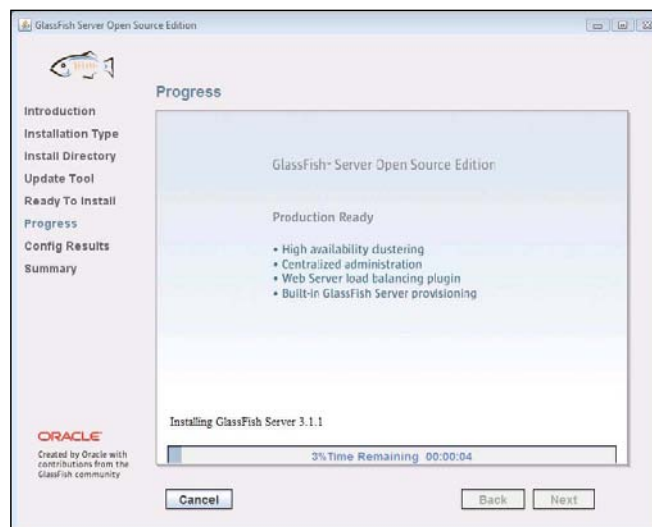 GlassFish Server Open Source Edition
Progress
Introduction
Installation Type
Install Directory
Update Tool
Ready To Install
Progress
Config Results
Summary
GlassFish™ Server Open Source Edition
Production Ready
• High availability clustering
• Centralized administration
• Web Server load balancing plugin
• Built-in GlassFish Server provisioning
Installing GlassFish Server 3.1.1
3%Time Remaining 00:00:04
ORACLE
Created by Oracle with
contributions from the
GlassFish community
Cancel
Back
Next